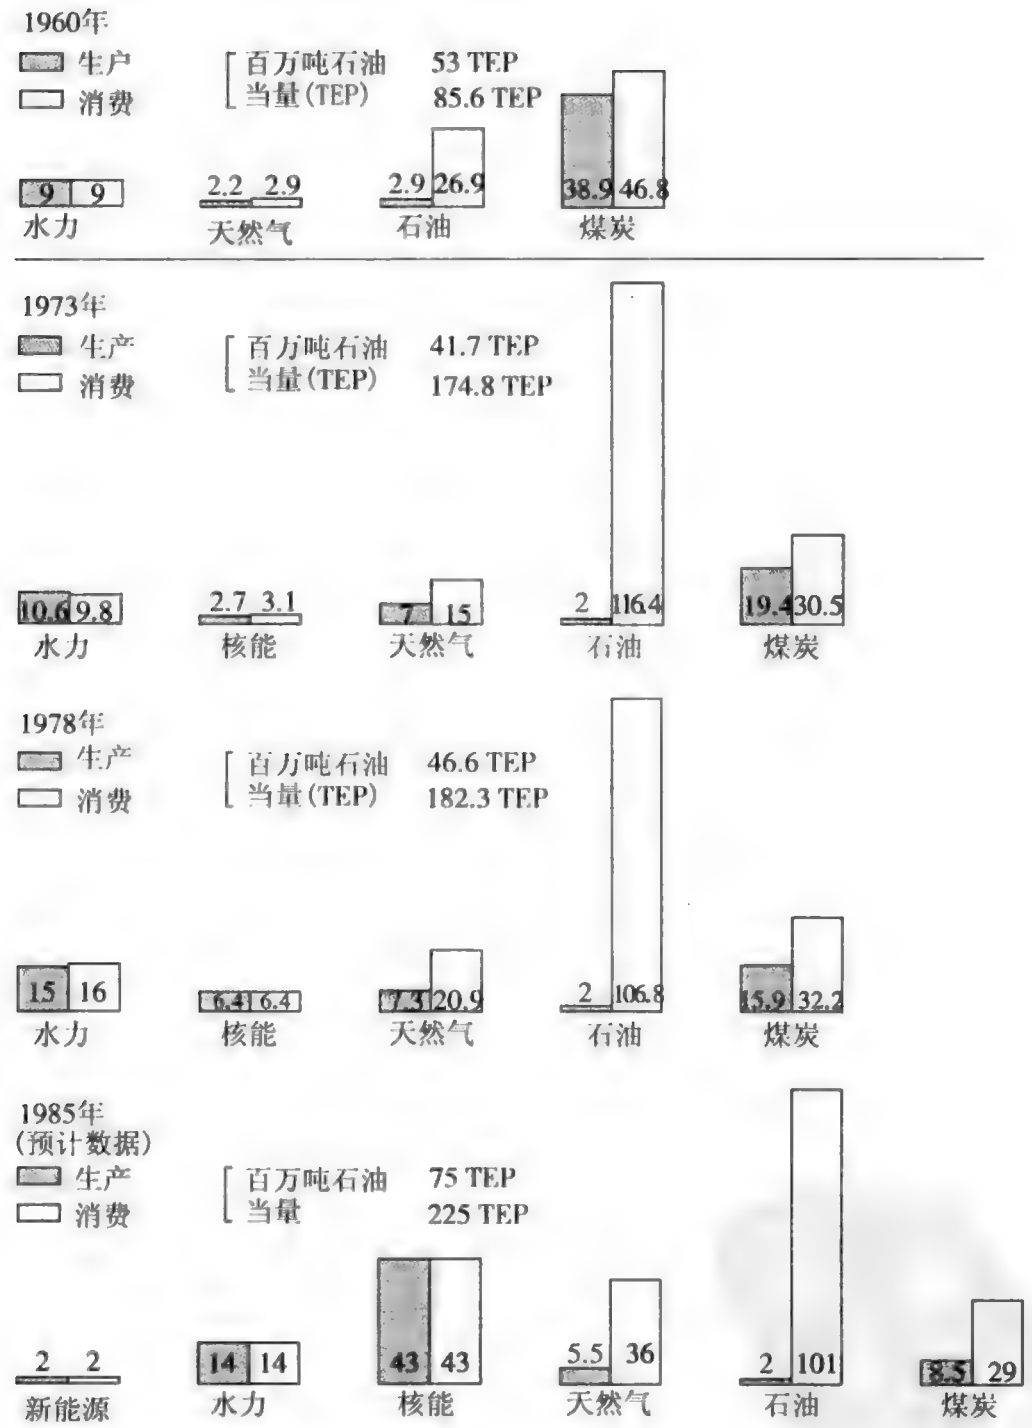 1960年
生户 百万吨石油 53 TEP
消费 当量(TEP) 85.6 TEP
9 9 2.2 2.9 2.9 26.9 38.9 46.8
水力 天然气 石油 煤炭
1973年
生产 百万吨石油 41.7 TEP
消费 当量(TEP) 174.8 TEP
10.6 9.8 2.7 3.1 7 15 2 116.4 19.4 30.5
水力 核能 天然气 石油 煤炭
1978年
生产 百万吨石油 46.6 TEP
消费 当量(TEP) 182.3 TEP
15 16 6.4 6.4 7.3 20.9 2 106.8 15.9 32.2
水力 核能 天然气 石油 煤炭
1985年
(预计数据)
生产 百万吨石油 75 TEP
消费 当量 225 TEP
2 2 14 14 43 43 5.5 36 2 101 8.5 29
新能源 水力 核能 天然气 石油 煤炭